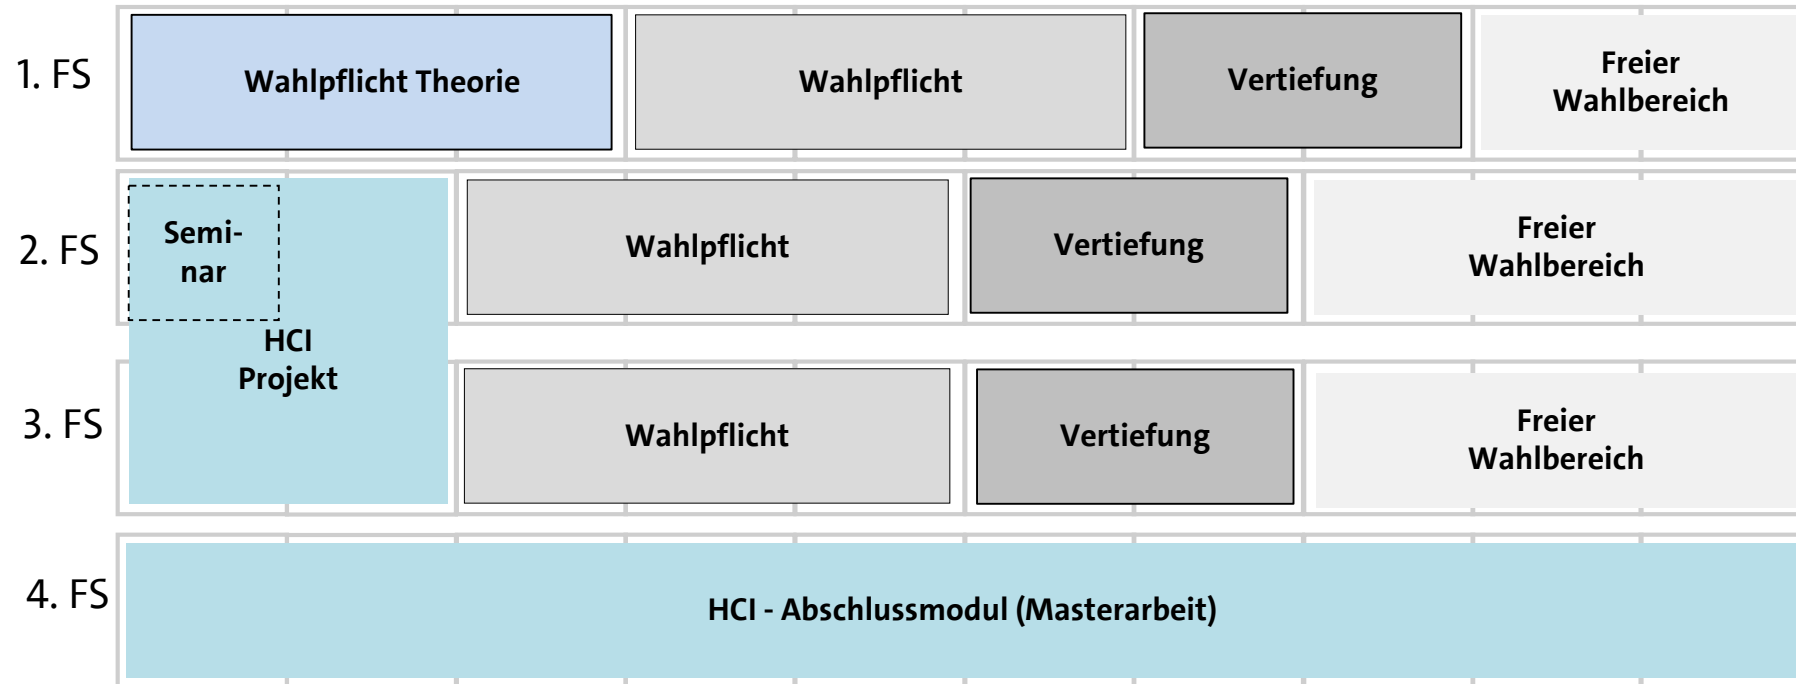 1. FS
Wahlpflicht Theorie
Wahlpflicht
Vertiefung
Freier
Wahlbereich
2. FS
Semi-
nar
HCI
Projekt
Wahlpflicht
Vertiefung
Freier
Wahlbereich
3. FS
Wahlpflicht
Vertiefung
Freier
Wahlbereich
4. FS
HCI - Abschlussmodul (Masterarbeit)